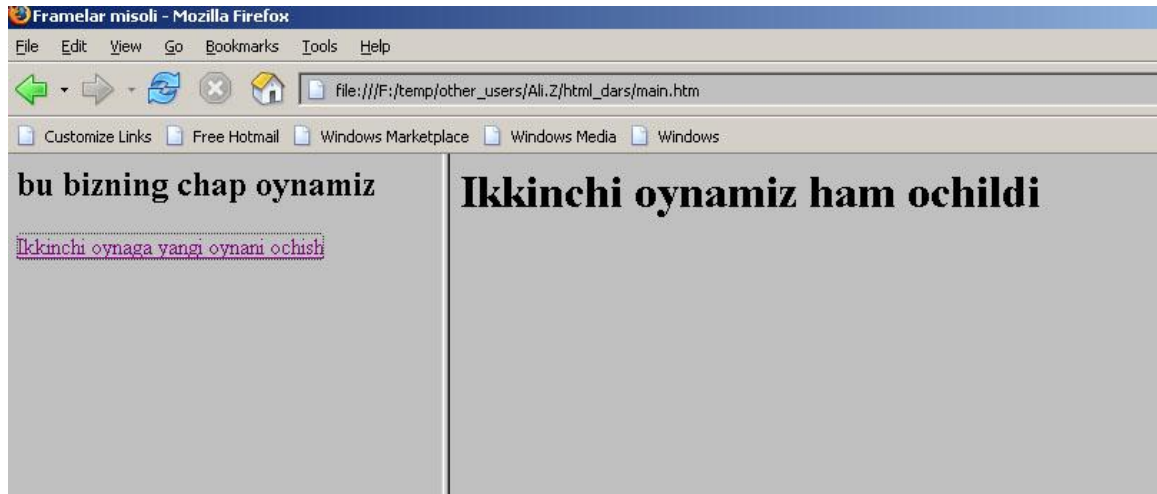 Framelar misoli - Mozilla Firefox
File Edit View Go Bookmarks Tools Help
file:///F:/temp/other_users/Ali.Z/html_dars/main.htm
Customize Links Free Hotmail Windows Marketplace Windows Media Windows
bu bizning chap oynamiz
Ikkinchi oynaga yangi oynani ochish
Ikkinchi oynamiz ham ochildi